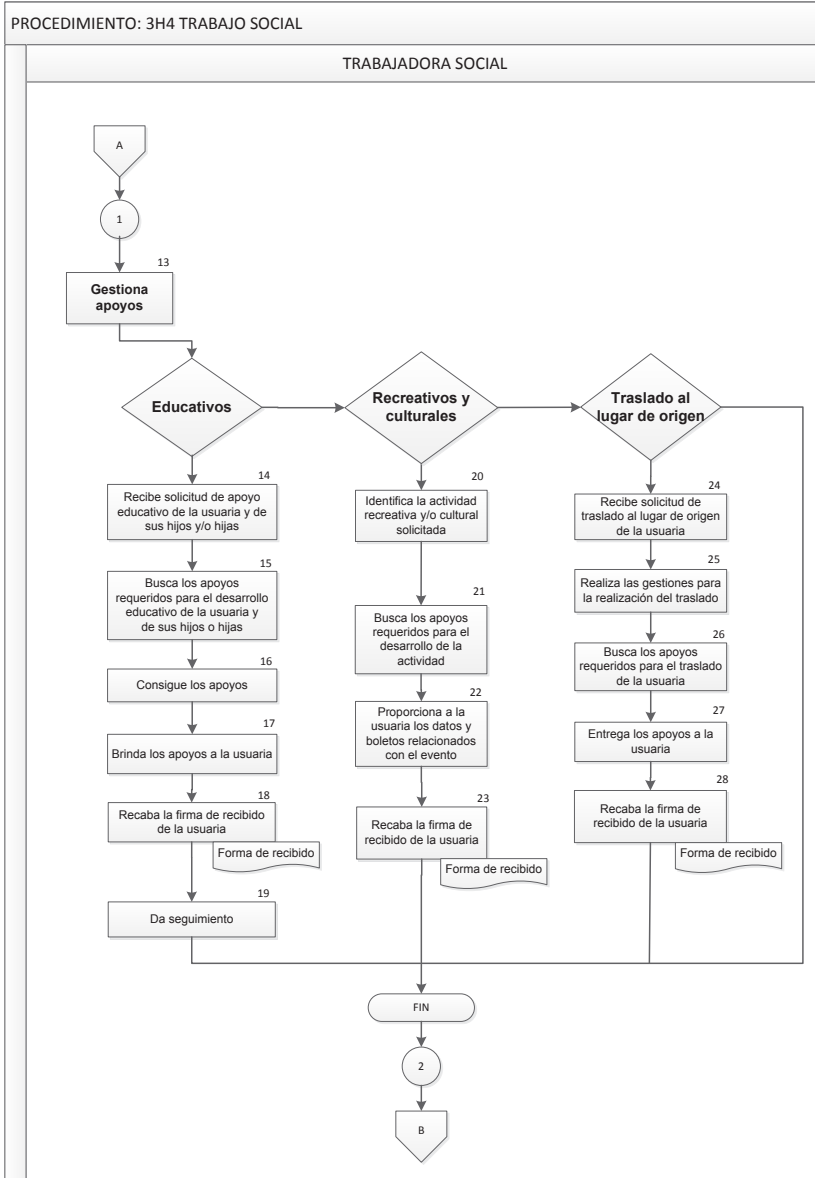 PROCEDIMIENTO: 3H4 TRABAJO SOCIAL
TRABAJADORA SOCIAL
A
1
13
Gestiona
apoyos
Educativos
Recreativos y
culturales
Traslado al
lugar de origen
14
Recibe solicitud de apoyo
educativo de la usuaria y de
sus hijos y/o hijas
15
Busca los apoyos
requeridos para el desarrollo
educativo de la usuaria y
de sus hijos o hijas
16
Consigue los apoyos
17
Brinda los apoyos a la usuaria
18
Recaba la firma de recibido
de la usuaria
Forma de recibido
19
Da seguimiento
20
Identifica la actividad
recreativa y/o cultural
solicitada
21
Busca los apoyos
requeridos para el
desarrollo de la
actividad
22
Proporciona a la
usuaria los datos y
boletos relacionados
con el evento
23
Recaba la firma de
recibido de la usuaria
Forma de recibido
24
Recibe solicitud de
traslado al lugar de origen
de la usuaria
25
Realiza las gestiones para
la realización del traslado
26
Busca los apoyos
requeridos para el traslado
de la usuaria
27
Entrega los apoyos a la
usuaria
28
Recaba la firma de
recibido de la usuaria
Forma de recibido
FIN
2
B